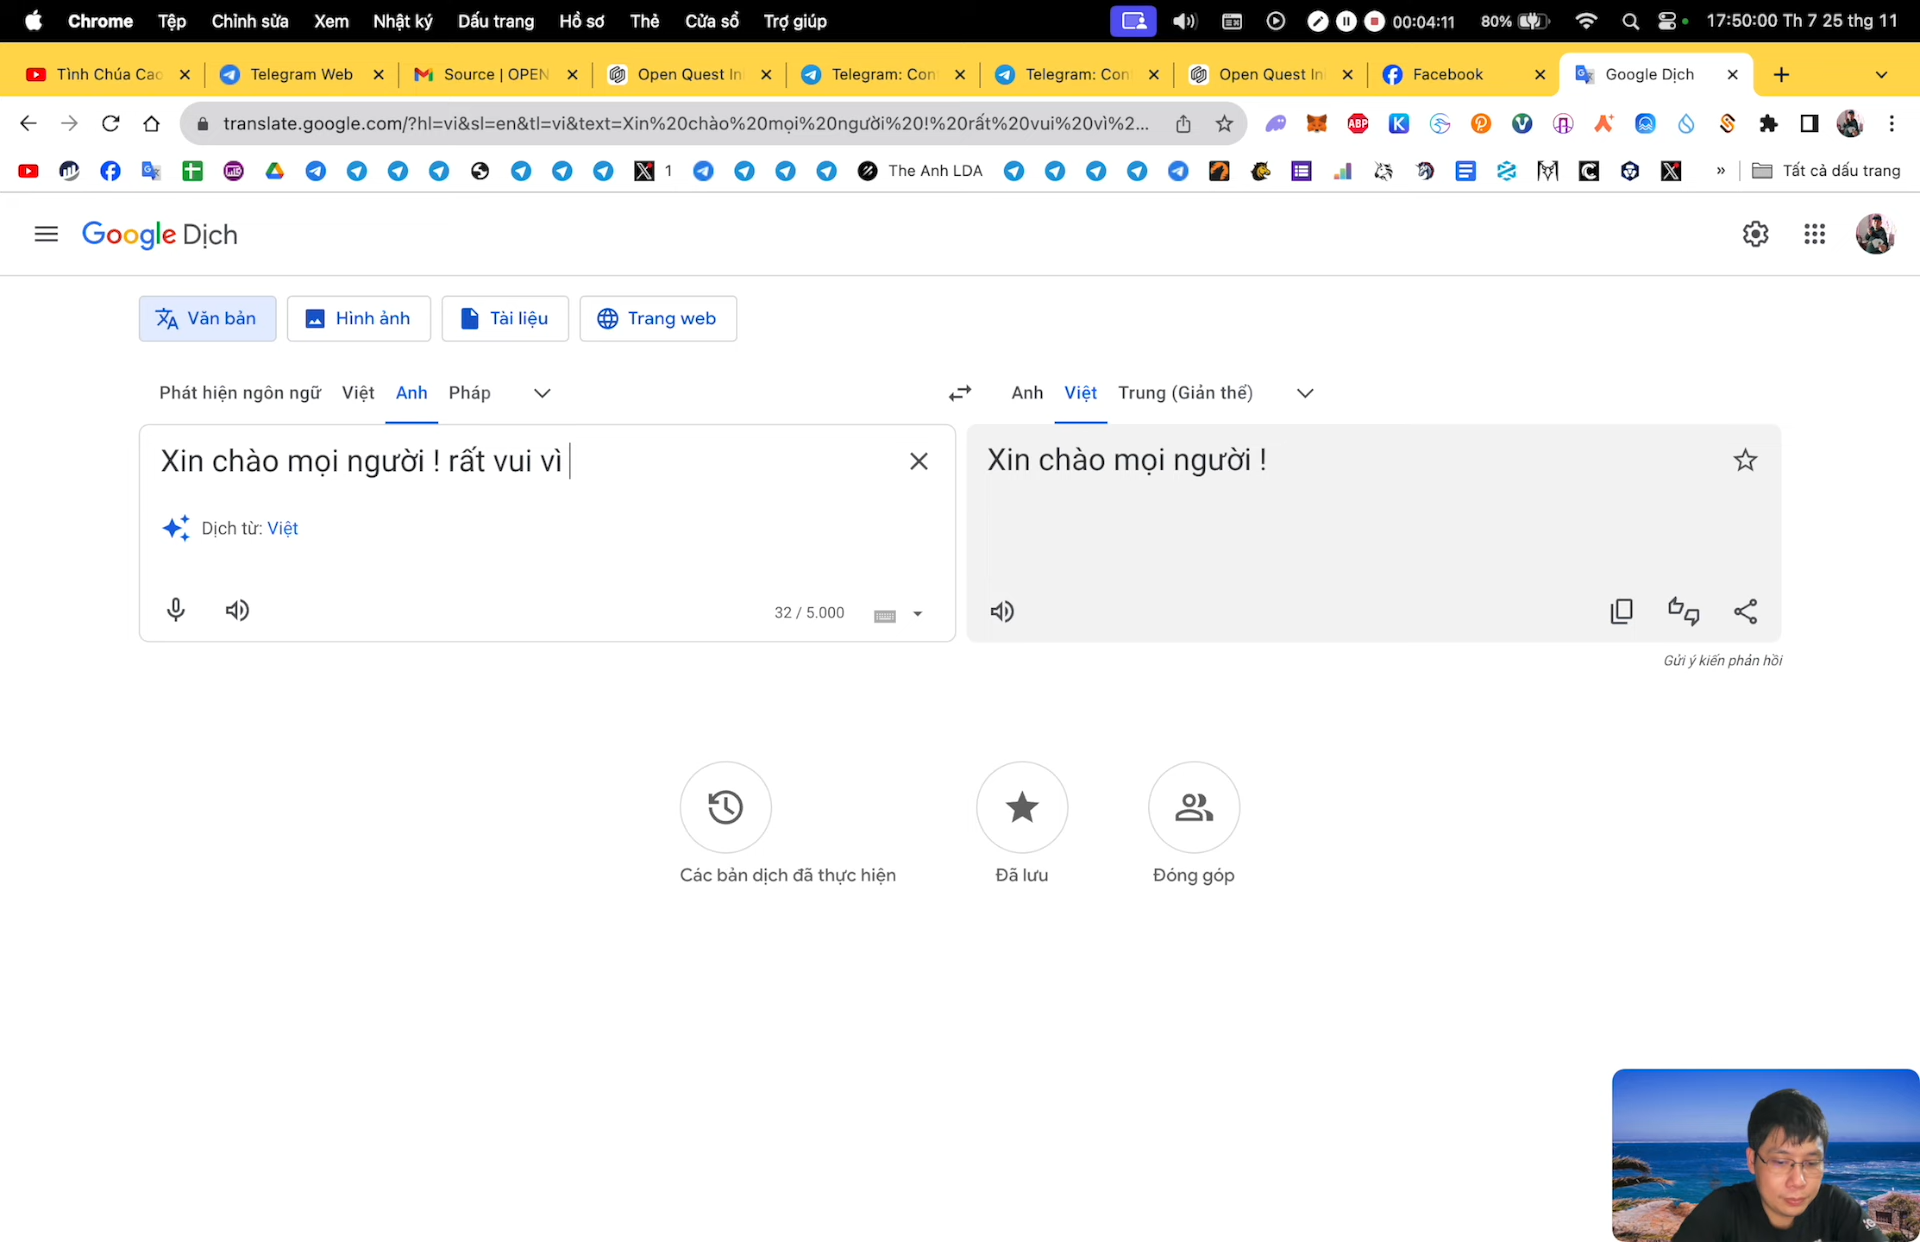 Chrome Tệp Chỉnh sửa Xem Nhật ký Dấu trang Hồ sơ Thẻ Cửa sổ Trợ giúp 00:04:11 80% 17:50:00 Th 7 25 thg 11
Tình Chúa Cao Telegram Web Source | OPEN Open Quest In Telegram: Con Telegram: Con Open Quest In Facebook Google Dịch
translate.google.com/?hl=vi&sl=en&tl=vi&text=Xin%20chào%20mọi%20người%20!%20rất%20vui%20vì%2...
1 The Anh LDA » Tất cả dấu trang
Google Dịch
Văn bản Hình ảnh Tài liệu Trang web
Phát hiện ngôn ngữ Việt Anh Pháp Anh Việt Trung (Giản thể)
Xin chào mọi người ! rất vui vì
Xin chào mọi người !
Dịch từ: Việt
32 / 5.000
Gửi ý kiến phản hồi
Các bản dịch đã thực hiện Đã lưu Đóng góp